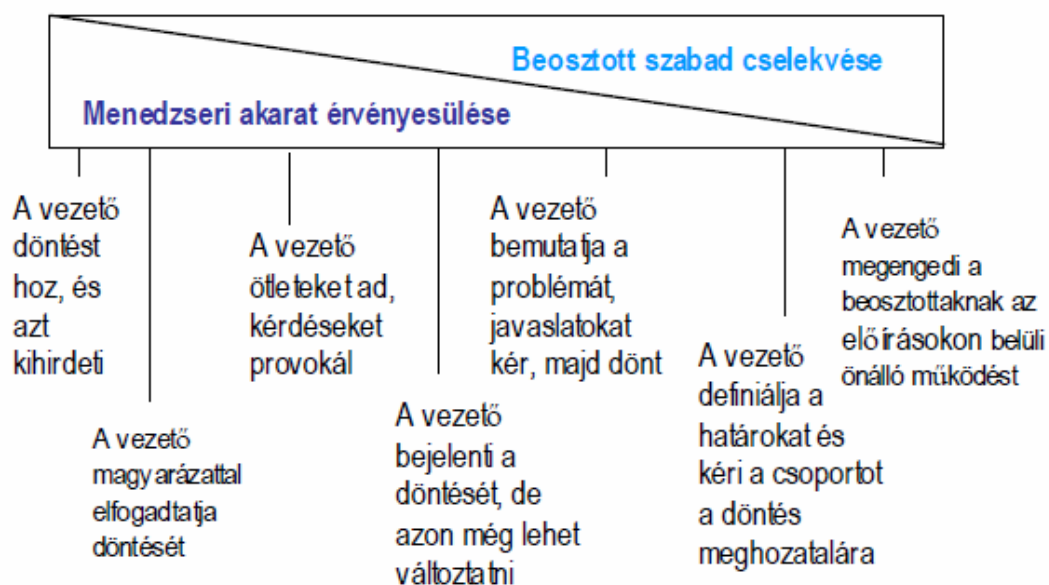 Beosztott szabad cselekvése
Menedzseri akarat érvényesülése
A vezető
döntést
hoz, és
azt
kihirdeti
A vezető
magyarázattal
elfogadtatja
döntését
A vezető
ötleteket ad,
kérdéseket
provokál
A vezető
bejelenti a
döntését, de
azon még lehet
változtatni
A vezető
bemutatja a
problémát,
javaslatokat
kér, majd dönt
A vezető
definiálja a
határokat és
kéri a csoportot
a döntés
meghozatalára
A vezető
megengedi a
beosztottaknak az
előírásokon belüli
önálló működést